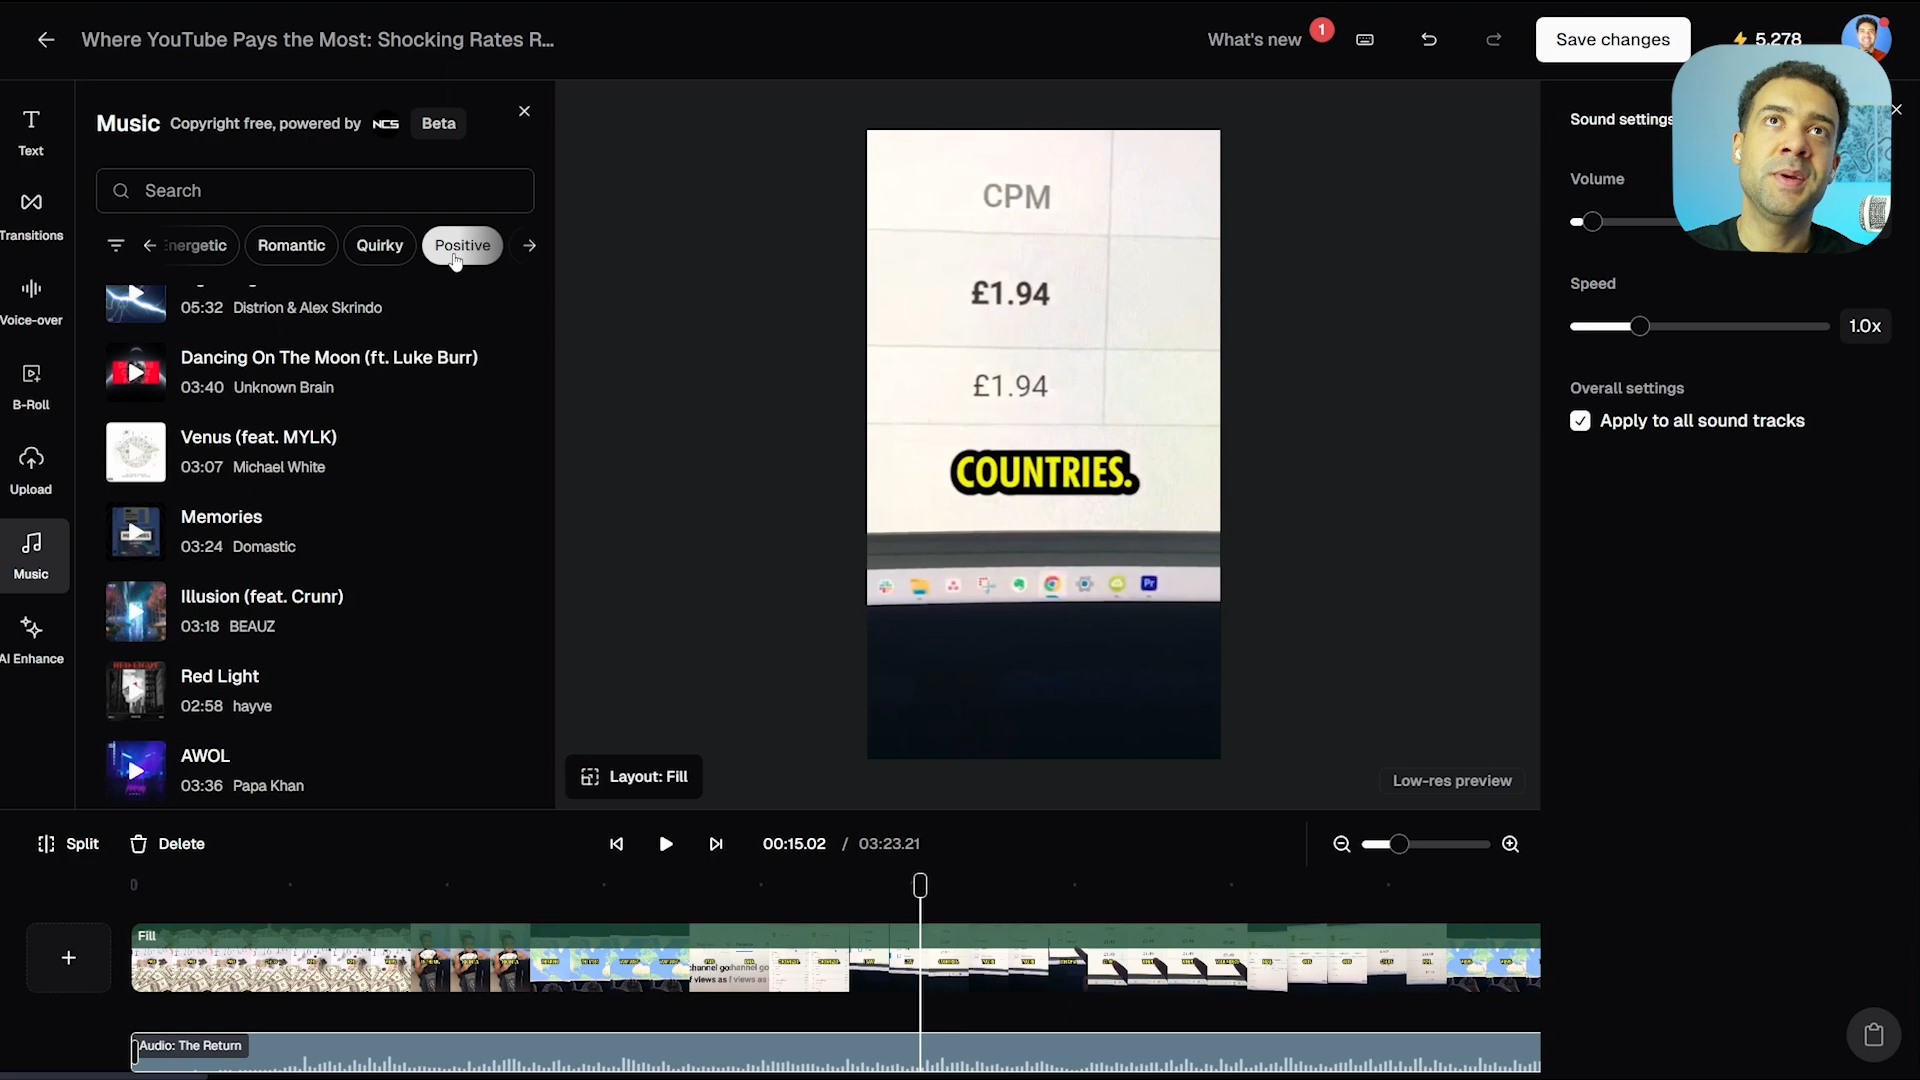 Where YouTube Pays the Most: Shocking Rates R...
What's new
1
Save changes
5,278
Text
Transitions
Voice-over
B-Roll
Upload
Music
AI Enhance
Music Copyright free, powered by NCS Beta
Search
nergetic Romantic Quirky Positive
05:32 Distrion & Alex Skrindo
Dancing On The Moon (ft. Luke Burr)
03:40 Unknown Brain
Venus (feat. MYLK)
03:07 Michael White
Memories
03:24 Domastic
Illusion (feat. Crunr)
03:18 BEAUZ
Red Light
02:58 hayve
AWOL
03:36 Papa Khan
CPM
£1.94
£1.94
COUNTRIES.
Pr
Layout: Fill
Low-res preview
Sound settings
Volume
Speed
1.0x
Overall settings
Apply to all sound tracks
Split Delete
00:15.02 / 03:23.21
0
Fill
channel go
f views as
Audio: The Return